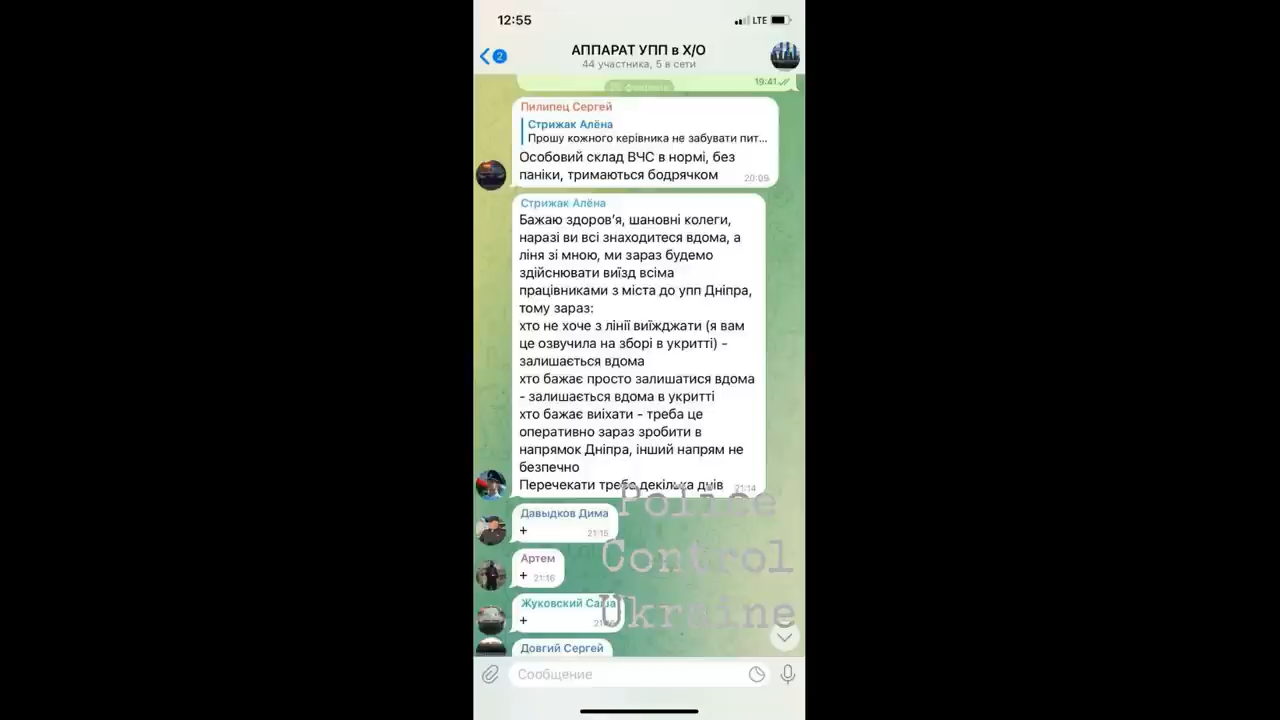 12:55
LTE
2
АППАРАТ УПП в Х/О
44 участника, 5 в сети
19:41
Пилипец Сергей
Стрижак Алёна
Прошу кожного керівника не забувати пит...
Особовий склад ВЧС в нормі, без
паніки, тримаються бодрячком
20:09
Стрижак Алёна
Бажаю здоров’я, шановні колеги,
наразі ви всі знаходитеся вдома, а
ліня зі мною, ми зараз будемо
здійснювати виїзд всіма
працівниками з міста до упп Дніпра,
тому зараз:
хто не хоче з лінії виїжджати (я вам
це озвучила на зборі в укритті) -
залишається вдома
хто бажає просто залишатися вдома
- залишається вдома в укритті
хто бажає виїхати - треба це
оперативно зараз зробити в
напрямок Дніпра, інший напрям не
безпечно
Перечекати треба декілька днів
21:14
Давыдков Дима
+
21:15
Артем
+
21:16
Жуковский Саша
+
Довгий Сергей
Police
Control
Ukraine
Сообщение